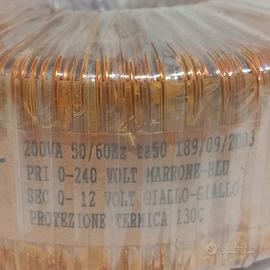 200VA 50/60Hz ta50 189/09/2003
PRI 0-240 VOLT MARRONE-BLU
SEC 0- 12 VOLT GIALLO-GIALLO
PROTEZIONE TERMICA 130C
subito